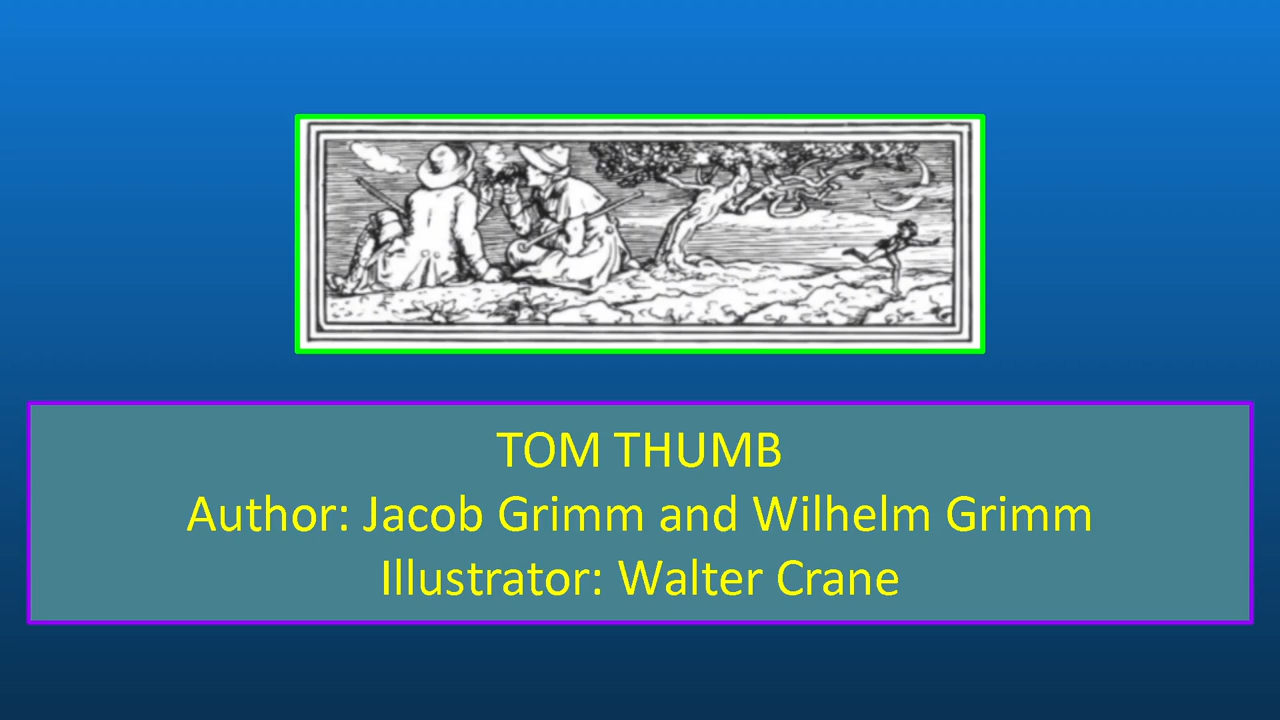 TOM THUMB
Author: Jacob Grimm and Wilhelm Grimm
Illustrator: Walter Crane